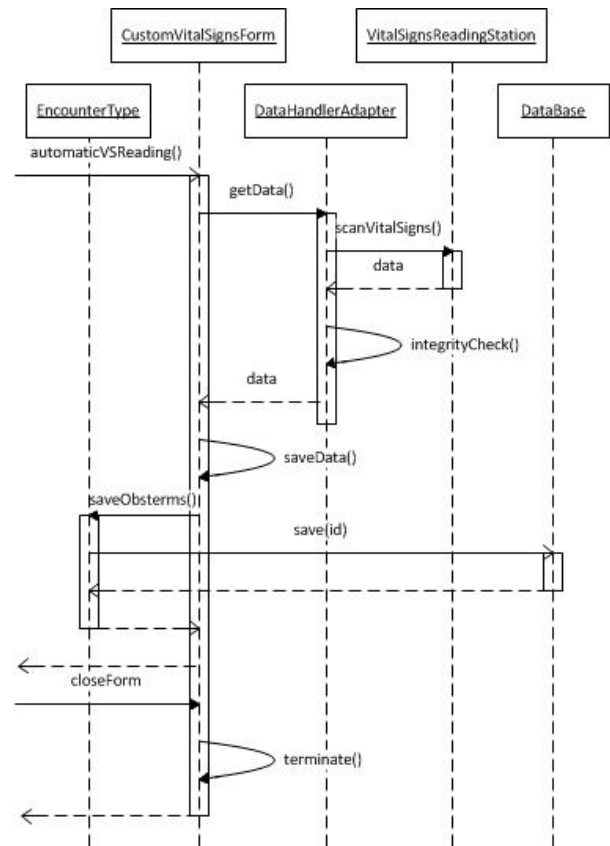 CustomVitalSignsForm
VitalSignsReadingStation
EncounterType
DataHandlerAdapter
DataBase
automaticVSReading()
getData()
scanVitalSigns()
data
integrityCheck()
data
saveData()
saveObsterms()
save(id)
closeForm
terminate()